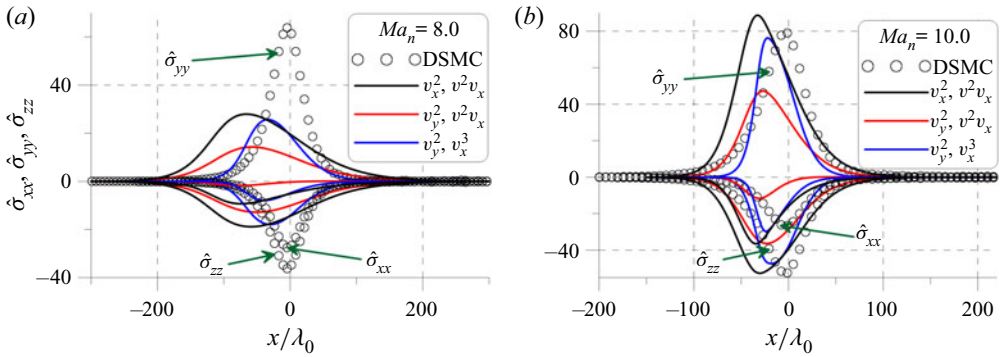 (a)
Ma_n = 8.0
DSMC
v_x^2, v^2v_x
v_y^2, v^2v_x
v_y^2, v_x^3
σ̂_yy
σ̂_zz
σ̂_xx
σ̂_xx, σ̂_yy, σ̂_zz
40
0
−40
−200 0 200
x/λ_0
(b)
Ma_n = 10.0
DSMC
v_x^2, v^2v_x
v_y^2, v^2v_x
v_y^2, v_x^3
σ̂_yy
σ̂_xx
σ̂_zz
80
40
0
−40
−200 −100 0 100 200
x/λ_0